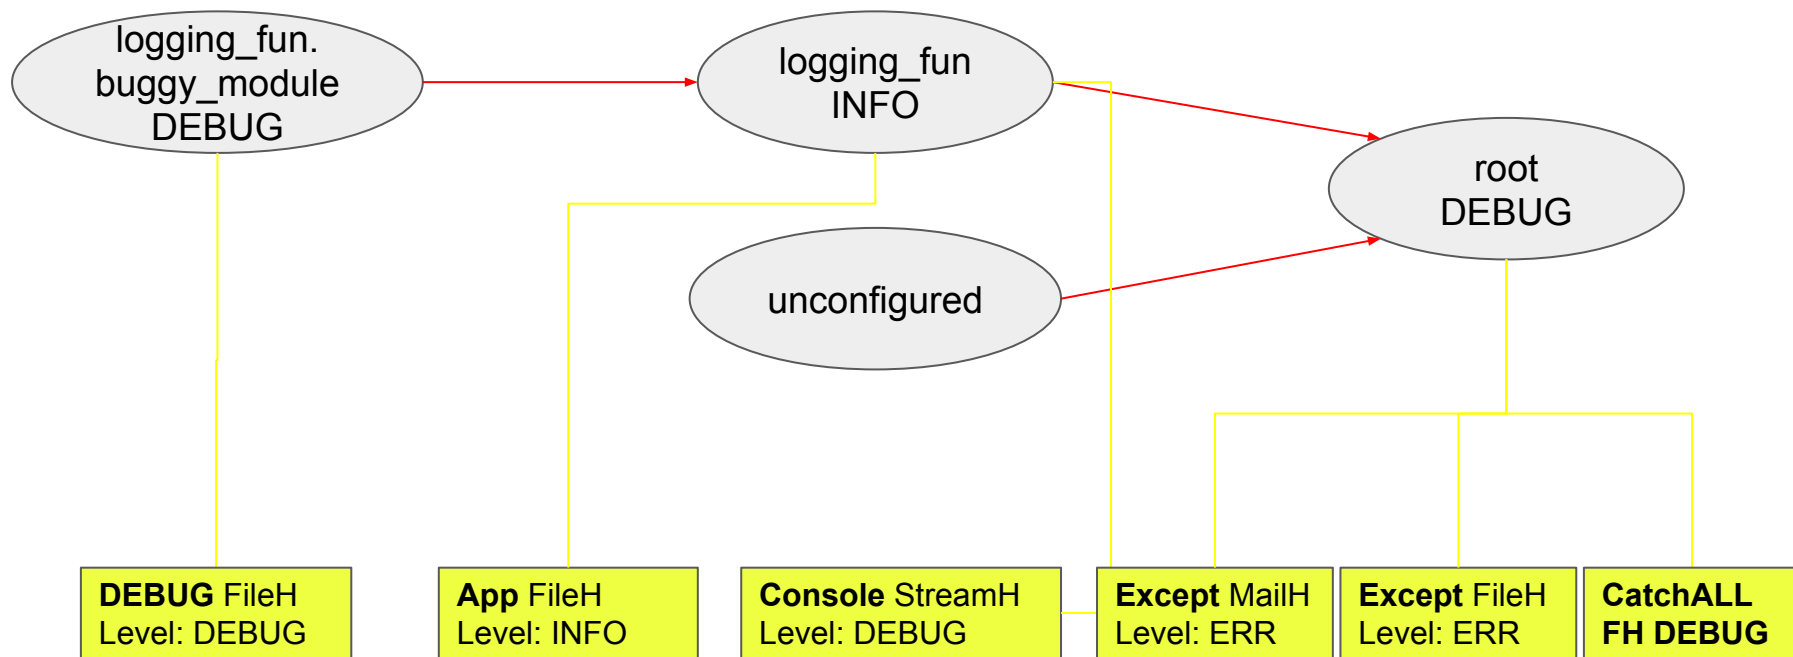 logging_fun.
buggy_module
DEBUG
logging_fun
INFO
root
DEBUG
unconfigured
DEBUG FileH
Level: DEBUG
App FileH
Level: INFO
Console StreamH
Level: DEBUG
Except MailH
Level: ERR
Except FileH
Level: ERR
CatchALL
FH DEBUG